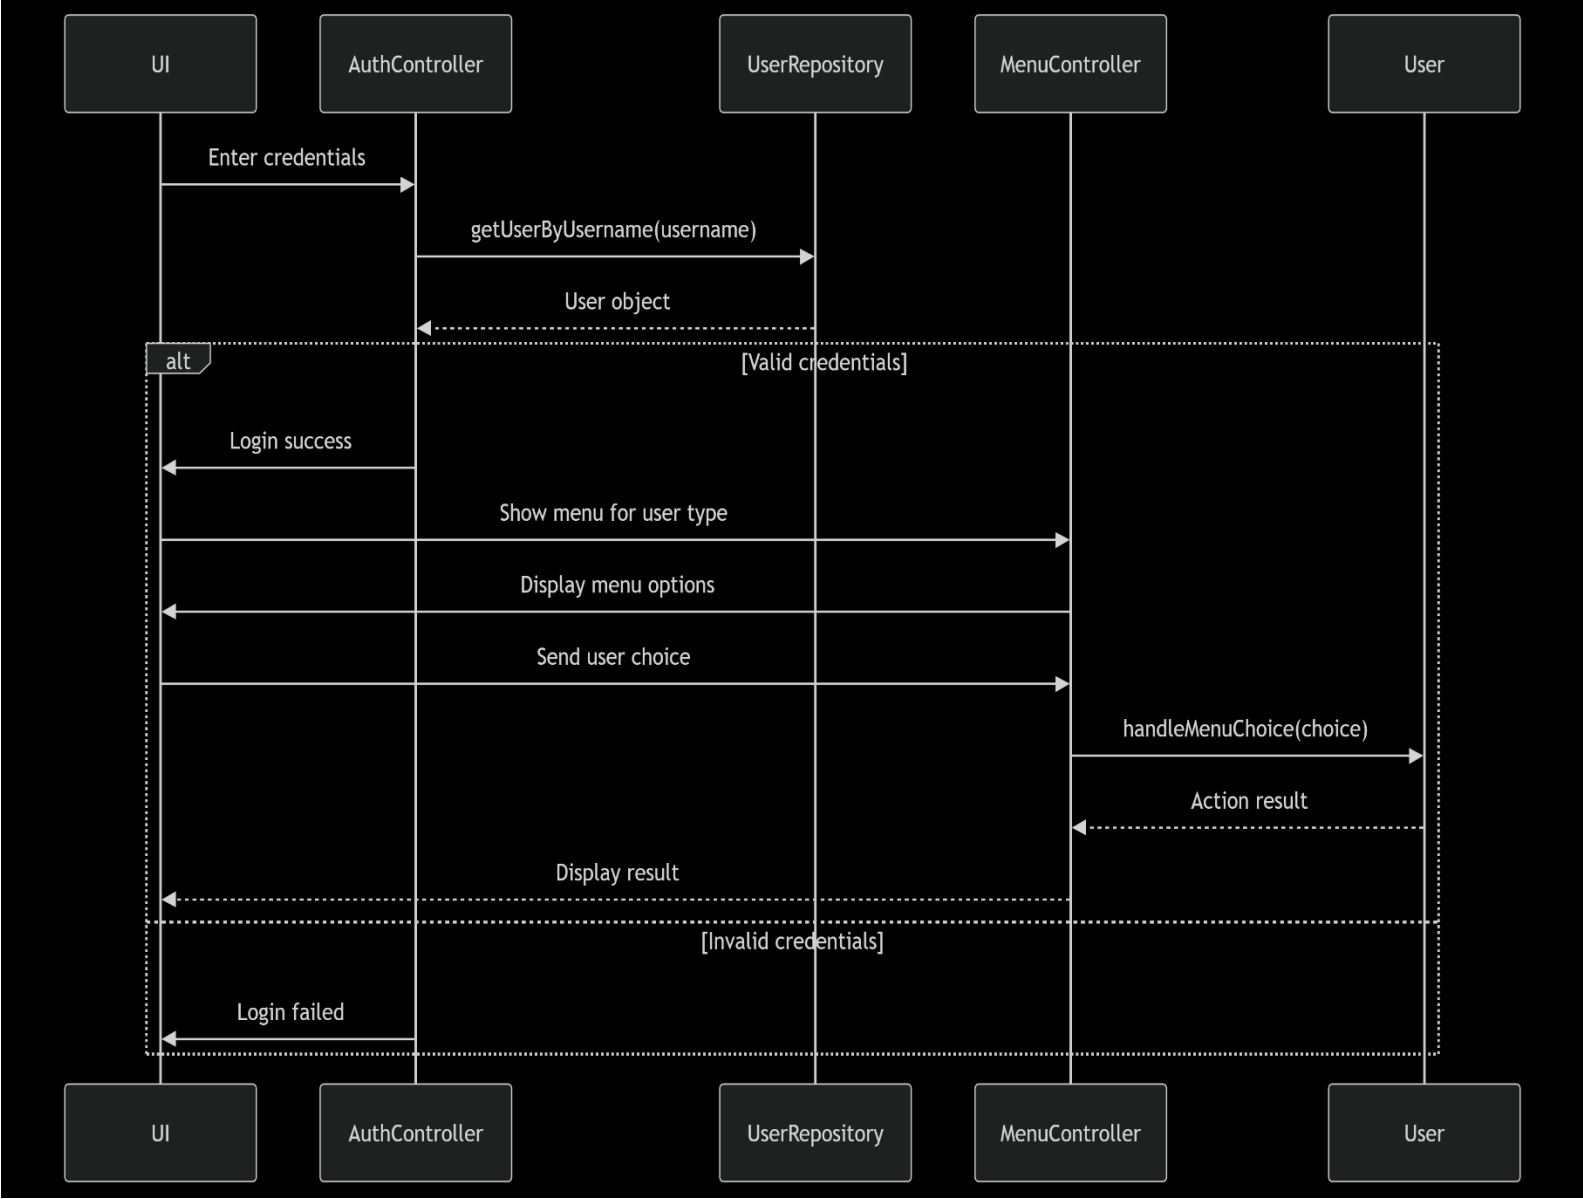 UI
AuthController
UserRepository
MenuController
User
Enter credentials
getUserByUsername(username)
User object
alt
[Valid credentials]
Login success
Show menu for user type
Display menu options
Send user choice
handleMenuChoice(choice)
Action result
Display result
[Invalid credentials]
Login failed
UI
AuthController
UserRepository
MenuController
User